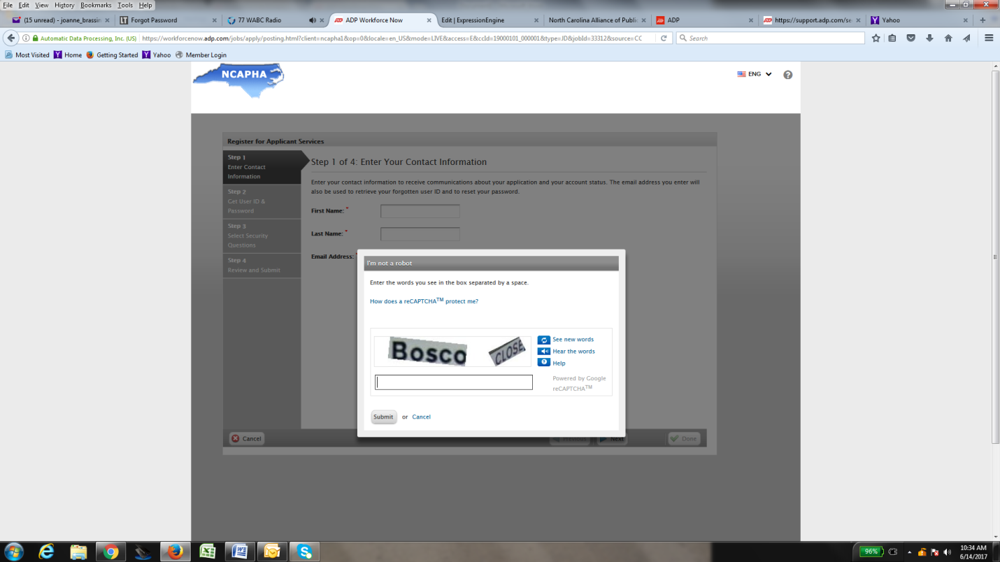 File Edit View History Bookmarks Tools Help
(15 unread) - joanne_brassin
Forgot Password
77 WABC Radio
ADP Workforce Now
Edit | ExpressionEngine
North Carolina Alliance of Public
ADP
https://support.adp.com/se
Yahoo
Automatic Data Processing, Inc. (US)
https://workforcenow.adp.com/jobs/apply/posting.html?client=ncapha1&op=0&locale=en_US&mode=LIVE&access=E&ccId=19000101_000001&type=JD&jobId=33312&source=CC
Search
Most Visited Home Getting Started Yahoo Member Login
NCAPHA
ENG
Register for Applicant Services
Step 1
Enter Contact
Information
Step 2
Get User ID &
Password
Step 3
Select Security
Questions
Step 4
Review and Submit
Step 1 of 4: Enter Your Contact Information
Enter your contact information to receive communications about your application and your account status. The email address you enter will
also be used to retrieve your forgotten user ID and to reset your password.
First Name: *
Last Name: *
Email Address:
I'm not a robot
Enter the words you see in the box separated by a space.
How does a reCAPTCHA™ protect me?
Bosco CLOSE
See new words
Hear the words
Help
Powered by Google
reCAPTCHA™
Submit or Cancel
Cancel
Previous
Next
Done
96%
10:34 AM
6/14/2017